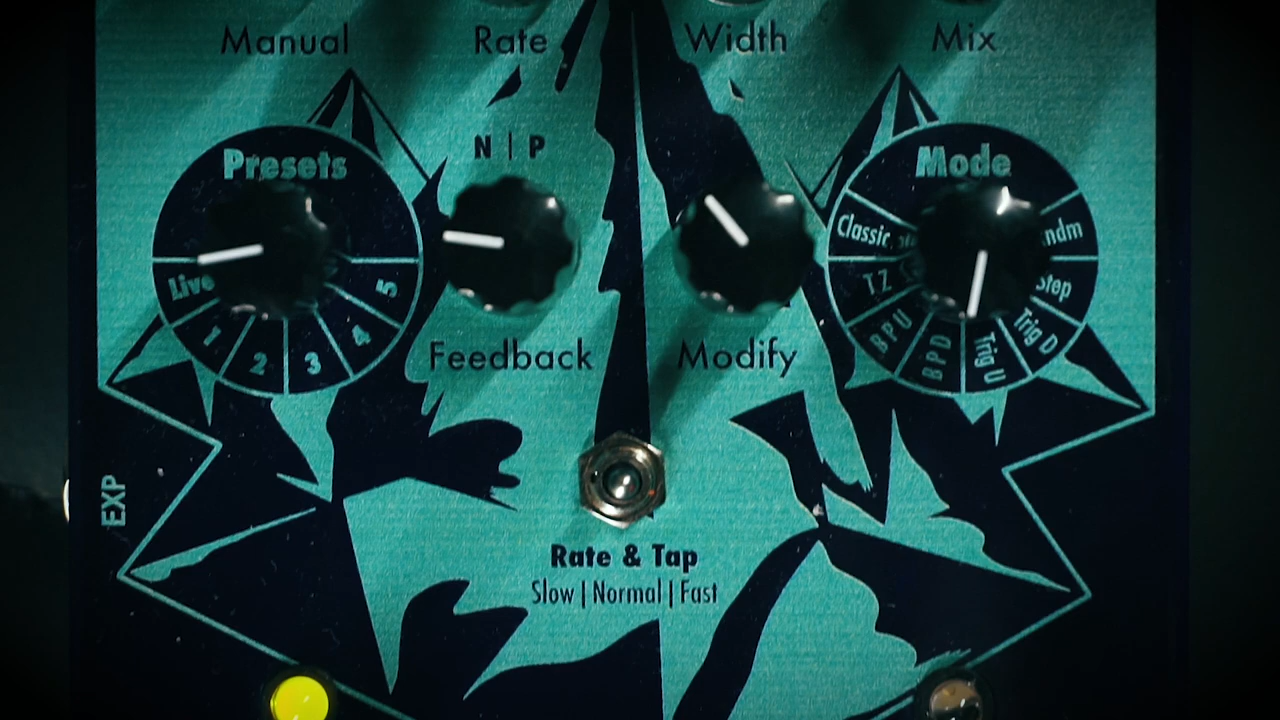 Manual Rate Width Mix
N | P
Presets
Live
1
2
3
4
5
Mode
Classic
TZ
BPU
BPD
Trig U
Trig D
Step
Feedback Modify
EXP
Rate & Tap
Slow | Normal | Fast